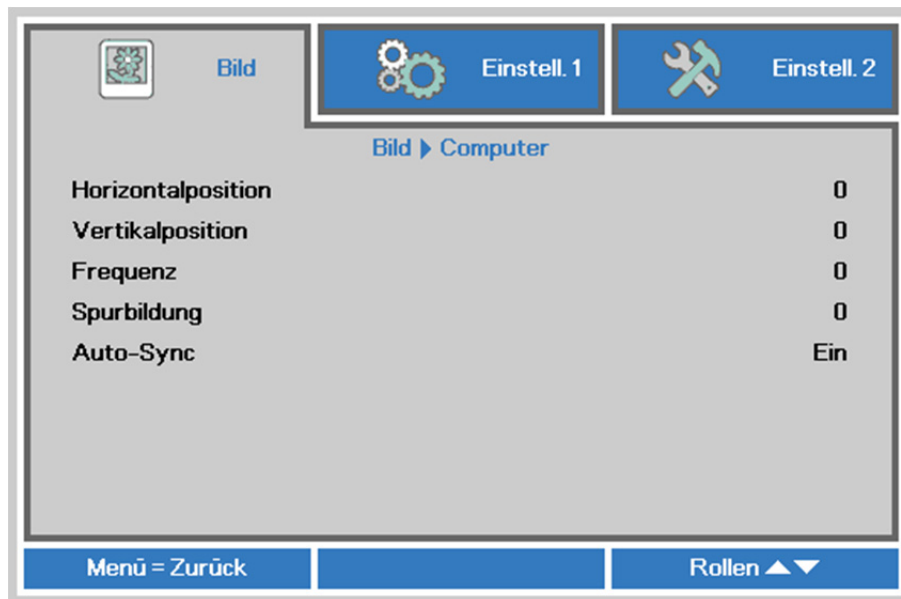 Bild
Einstell. 1
Einstell. 2
Bild ▶ Computer
Horizontalposition 0
Vertikalposition 0
Frequenz 0
Spurbildung 0
Auto-Sync Ein
Menü = Zurück
Rollen ▲▼